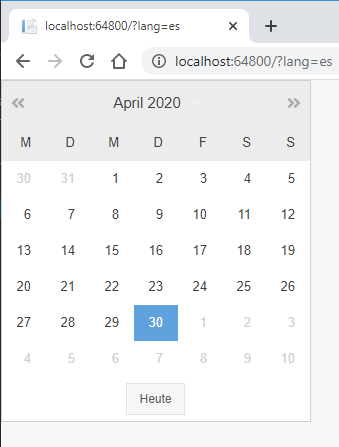 localhost:64800/?lang=es
localhost:64800/?lang=es
April 2020
M D M D F S S
30 31 1 2 3 4 5
6 7 8 9 10 11 12
13 14 15 16 17 18 19
20 21 22 23 24 25 26
27 28 29 30 1 2 3
4 5 6 7 8 9 10
Heute